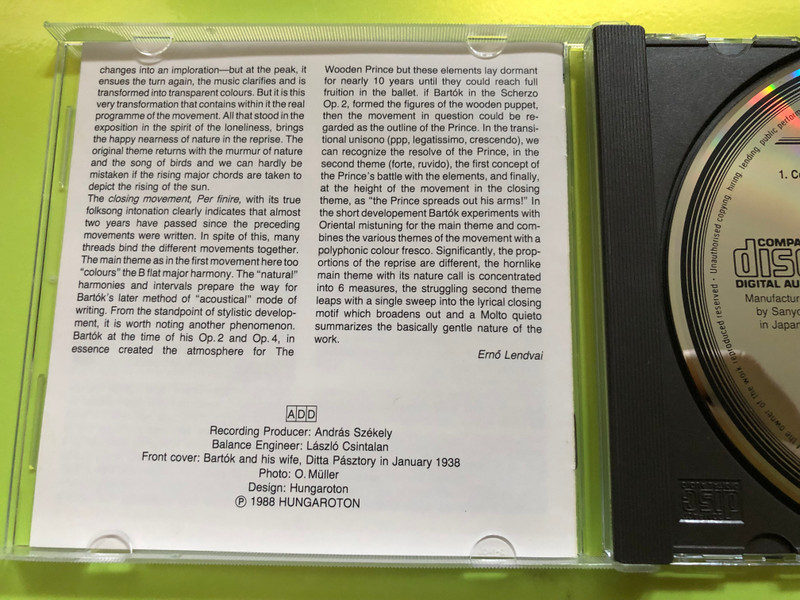 changes into an imploration—but at the peak, it
ensues the turn again, the music clarifies and is
transformed into transparent colours. But it is this
very transformation that contains within it the real
programme of the movement. All that stood in the
exposition in the spirit of the loneliness, brings
the happy nearness of nature in the reprise. The
original theme returns with the murmur of nature
and the song of birds and we can hardly be
mistaken if the rising major chords are taken to
depict the rising of the sun.
The closing movement, Per finire, with its true
folksong intonation clearly indicates that almost
two years have passed since the preceding
movements were written. In spite of this, many
threads bind the different movements together.
The main theme as in the first movement here too
"colours" the B flat major harmony. The "natural"
harmonies and intervals prepare the way for
Bartók's later method of "acoustical" mode of
writing. From the standpoint of stylistic develop-
ment, it is worth noting another phenomenon.
Bartók at the time of his Op. 2 and Op. 4, in
essence created the atmosphere for The
Wooden Prince but these elements lay dormant
for nearly 10 years until they could reach full
fruition in the ballet. if Bartók in the Scherzo
Op. 2, formed the figures of the wooden puppet,
then the movement in question could be re-
garded as the outline of the Prince. In the transi-
tional unisono (ppp, legatissimo, crescendo), we
can recognize the resolve of the Prince, in the
second theme (forte, ruvido), the first concept of
the Prince's battle with the elements, and finally,
at the height of the movement in the closing
theme, as "the Prince spreads out his arms!" In
the short developement Bartók experiments with
Oriental mistuning for the main theme and com-
bines the various themes of the movement with a
polyphonic colour fresco. Significantly, the prop-
ortions of the reprise are different, the hornlike
main theme with its nature call is concentrated
into 6 measures, the struggling second theme
leaps with a single sweep into the lyrical closing
motif which broadens out and a Molto quieto
summarizes the basically gentle nature of the
work.
Ernő Lendvai
ADD
Recording Producer: András Székely
Balance Engineer: László Csintalan
Front cover: Bartók and his wife, Ditta Pásztory in January 1938
Photo: O. Müller
Design: Hungaroton
Ⓟ 1988 HUNGAROTON
the owner of the work reproduced reserved · Unauthorised copying, hiring, lending, public
1.
COMPA
disc
DIGITAL AU
Manufactur
by Sanyo
in Japan